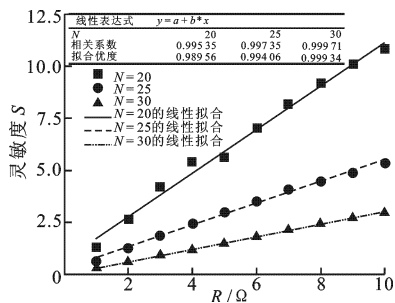 线性表达式 y=a+b*x
N 20 25 30
相关系数 0.995 35 0.997 35 0.999 71
拟合优度 0.989 56 0.994 06 0.999 34
N=20
N=25
N=30
N=20的线性拟合
N=25的线性拟合
N=30的线性拟合
灵敏度 S
12.5
10.0
7.5
5.0
2.5
0
2 4 6 8 10
R/Ω